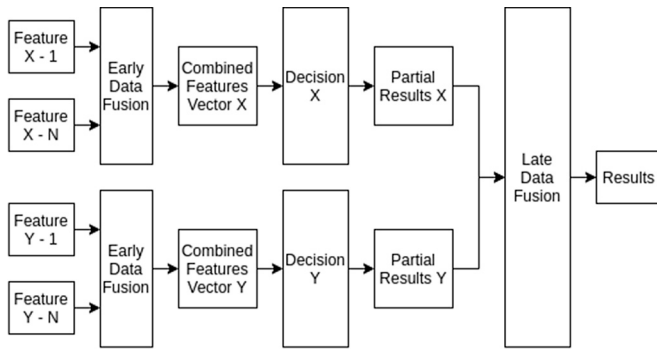 Feature
X - 1
Feature
X - N
Early
Data
Fusion
Combined
Features
Vector X
Decision
X
Partial
Results X
Feature
Y - 1
Feature
Y - N
Early
Data
Fusion
Combined
Features
Vector Y
Decision
Y
Partial
Results Y
Late
Data
Fusion
Results